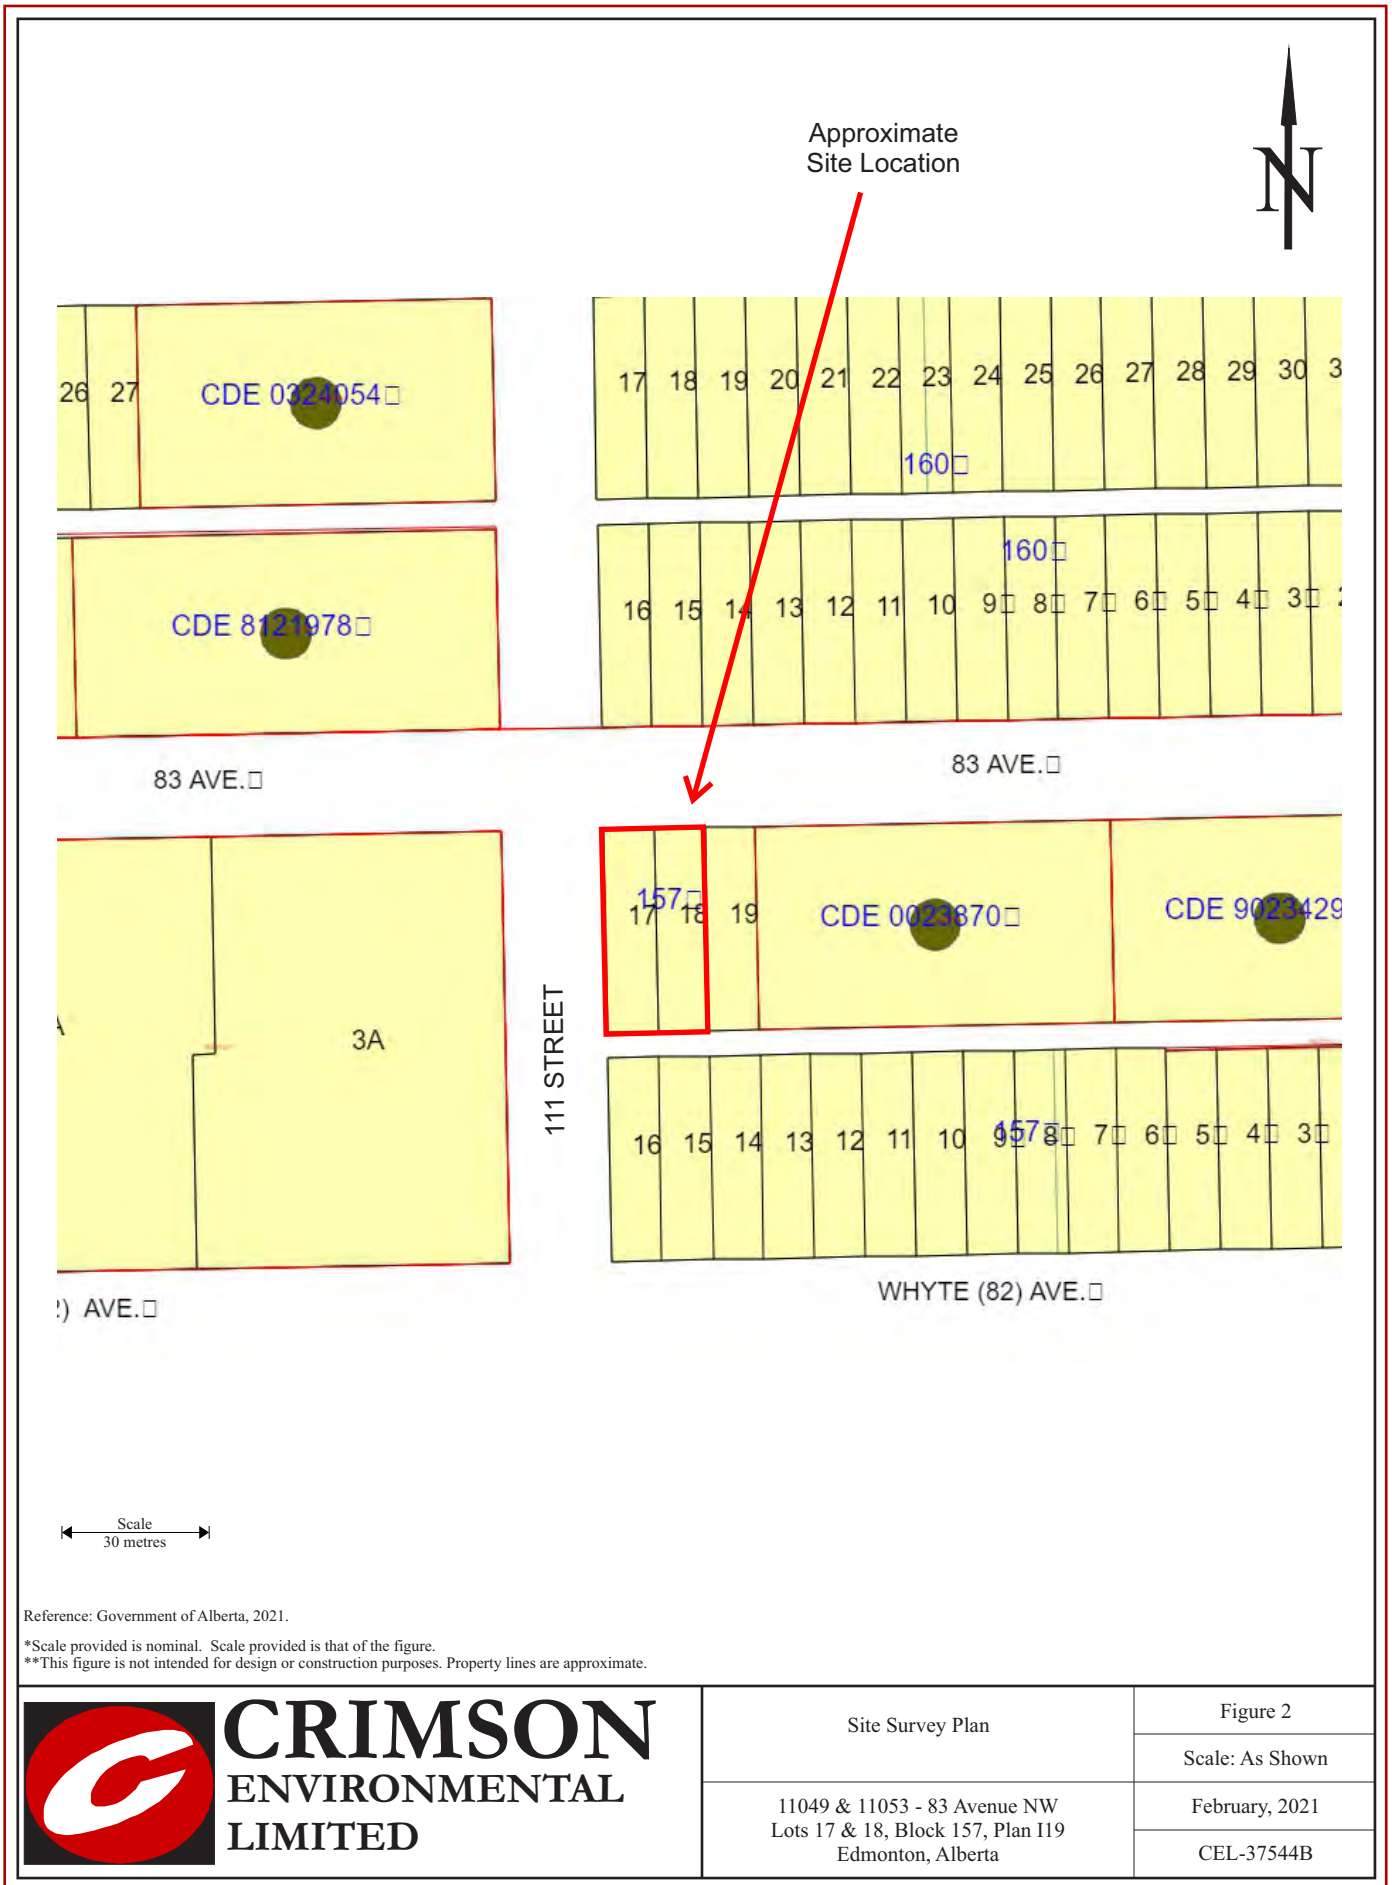 Approximate
Site Location
N
26 27 CDE 0324054□
17 18 19 20 21 22 23 24 25 26 27 28 29 30 3
160□
160□
CDE 8121978□
16 15 14 13 12 11 10 9□ 8□ 7□ 6□ 5□ 4□ 3□
83 AVE.□
83 AVE.□
157□
17 18 19 CDE 0023870□ CDE 9023429
3A
111 STREET
16 15 14 13 12 11 10 9□ 157□ 8□ 7□ 6□ 5□ 4□ 3□
WHYTE (82) AVE.□
) AVE.□
Scale
30 metres
Reference: Government of Alberta, 2021.
*Scale provided is nominal. Scale provided is that of the figure.
**This figure is not intended for design or construction purposes. Property lines are approximate.
CRIMSON
ENVIRONMENTAL
LIMITED
Site Survey Plan
11049 & 11053 - 83 Avenue NW
Lots 17 & 18, Block 157, Plan I19
Edmonton, Alberta
Figure 2
Scale: As Shown
February, 2021
CEL-37544B